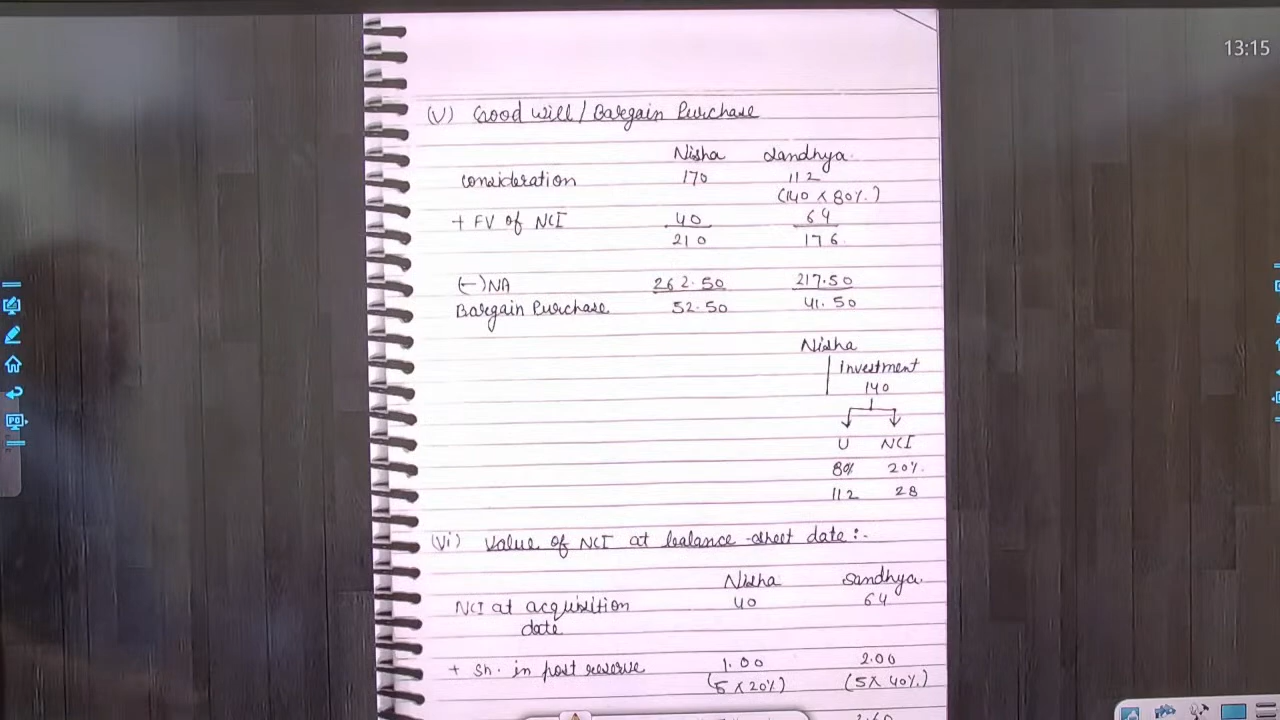 13:15
(V) Good will / Bargain Purchase
Nisha Sandhya
Consideration 170 112
(140 x 80%)
+ FV of NCI 40 64
210 176
(-) NA 262.50 217.50
Bargain Purchase 52.50 41.50
Nisha
Investment
140
U NCI
80% 20%
112 28
(Vi) Value of NCI at balance-sheet date :-
Nisha Sandhya
NCI at acquisition 40 64
date
+ Sh. in post reserve 1.00 2.00
(5 X 20%) (5 X 40%)